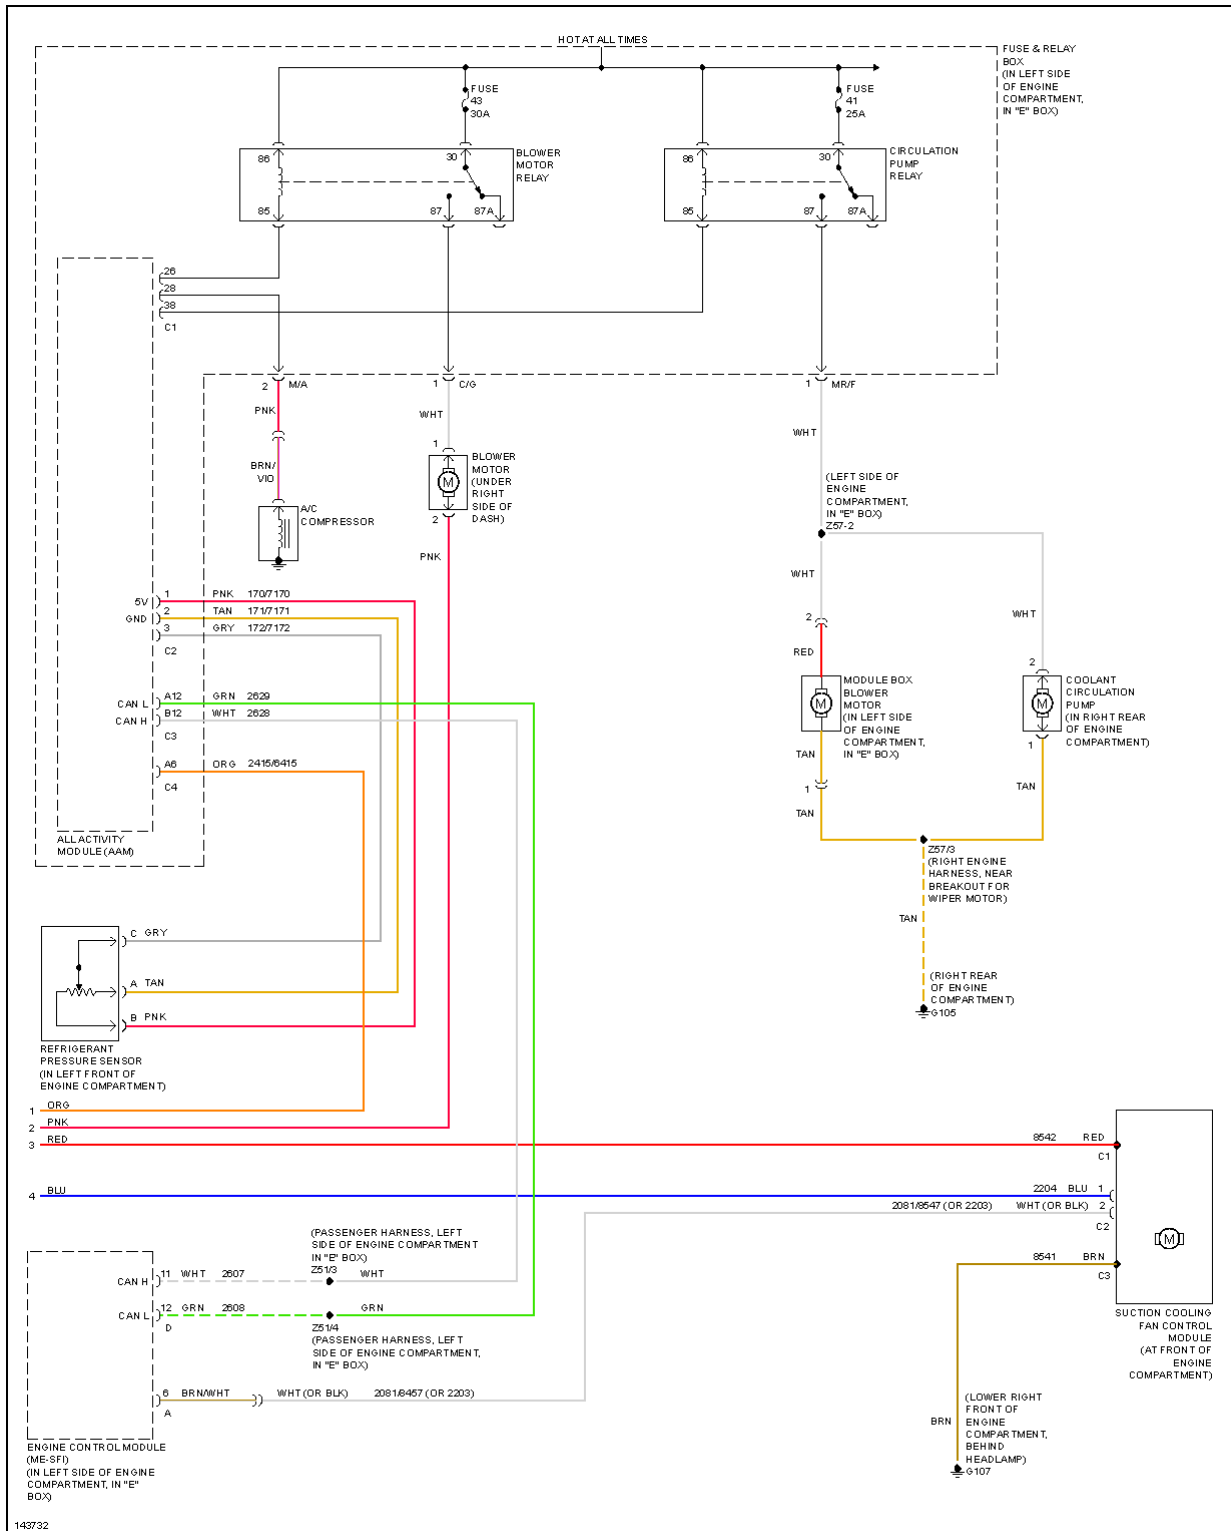 HOT AT ALL TIMES
FUSE & RELAY
BOX
(IN LEFT SIDE
OF ENGINE
COMPARTMENT,
IN "E" BOX)
FUSE
43
30A
FUSE
41
25A
86
30
BLOWER
MOTOR
RELAY
85
87
87A
86
30
CIRCULATION
PUMP
RELAY
85
87
87A
26
28
38
C1
2
M/A
1
C/G
1
MR/F
PNK
WHT
WHT
BRN/
VIO
A/C
COMPRESSOR
1
M
2
BLOWER
MOTOR
(UNDER
RIGHT
SIDE OF
DASH)
PNK
(LEFT SIDE OF
ENGINE
COMPARTMENT,
IN "E" BOX)
Z57-2
WHT
WHT
2
RED
M
MODULE BOX
BLOWER
MOTOR
(IN LEFT SIDE
OF ENGINE
COMPARTMENT,
IN "E" BOX)
2
M
1
COOLANT
CIRCULATION
PUMP
(IN RIGHT REAR
OF ENGINE
COMPARTMENT)
TAN
1
TAN
TAN
Z57/3
(RIGHT ENGINE
HARNESS, NEAR
BREAKOUT FOR
WIPER MOTOR)
TAN
(RIGHT REAR
OF ENGINE
COMPARTMENT)
G105
5V
1
PNK
170/7170
GND
2
TAN
171/7171
3
GRY
172/7172
C2
CAN L
A12
GRN
2629
CAN H
B12
WHT
2628
C3
A6
ORG
2415/6415
C4
ALL ACTIVITY
MODULE (AAM)
C
GRY
A
TAN
B
PNK
REFRIGERANT
PRESSURE SENSOR
(IN LEFT FRONT OF
ENGINE COMPARTMENT)
1
ORG
2
PNK
3
RED
4
BLU
8542
RED
C1
2204
BLU
1
2081/8547 (OR 2203)
WHT (OR BLK)
2
C2
M
8541
BRN
C3
SUCTION COOLING
FAN CONTROL
MODULE
(AT FRONT OF
ENGINE
COMPARTMENT)
(PASSENGER HARNESS, LEFT
SIDE OF ENGINE COMPARTMENT
IN "E" BOX)
Z51/3
CAN H
11
WHT
2607
WHT
CAN L
12
GRN
2608
GRN
D
Z51/4
(PASSENGER HARNESS, LEFT
SIDE OF ENGINE COMPARTMENT,
IN "E" BOX)
6
BRN/WHT
WHT (OR BLK)
2081/8457 (OR 2203)
A
ENGINE CONTROL MODULE
(ME-SFI)
(IN LEFT SIDE OF ENGINE
COMPARTMENT, IN "E"
BOX)
BRN
(LOWER RIGHT
FRONT OF
ENGINE
COMPARTMENT,
BEHIND
HEADLAMP)
G107
143732